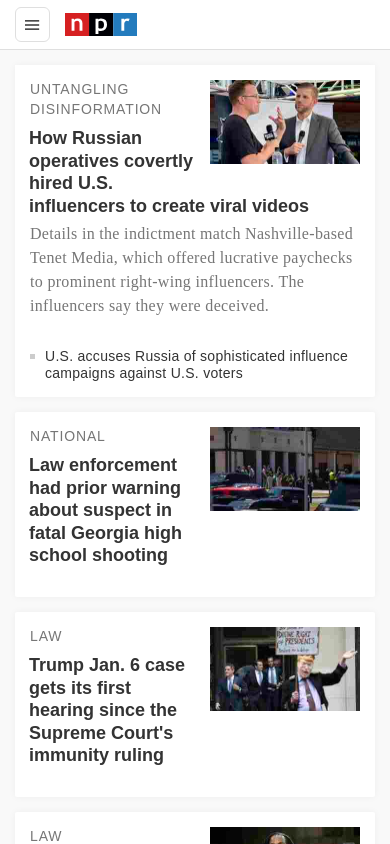 npr
UNTANGLING
DISINFORMATION
How Russian
operatives covertly
hired U.S.
influencers to create viral videos
Details in the indictment match Nashville-based
Tenet Media, which offered lucrative paychecks
to prominent right-wing influencers. The
influencers say they were deceived.
U.S. accuses Russia of sophisticated influence
campaigns against U.S. voters
NATIONAL
Law enforcement
had prior warning
about suspect in
fatal Georgia high
school shooting
LAW
Trump Jan. 6 case
gets its first
hearing since the
Supreme Court's
immunity ruling
PRESIDENTS
LAW